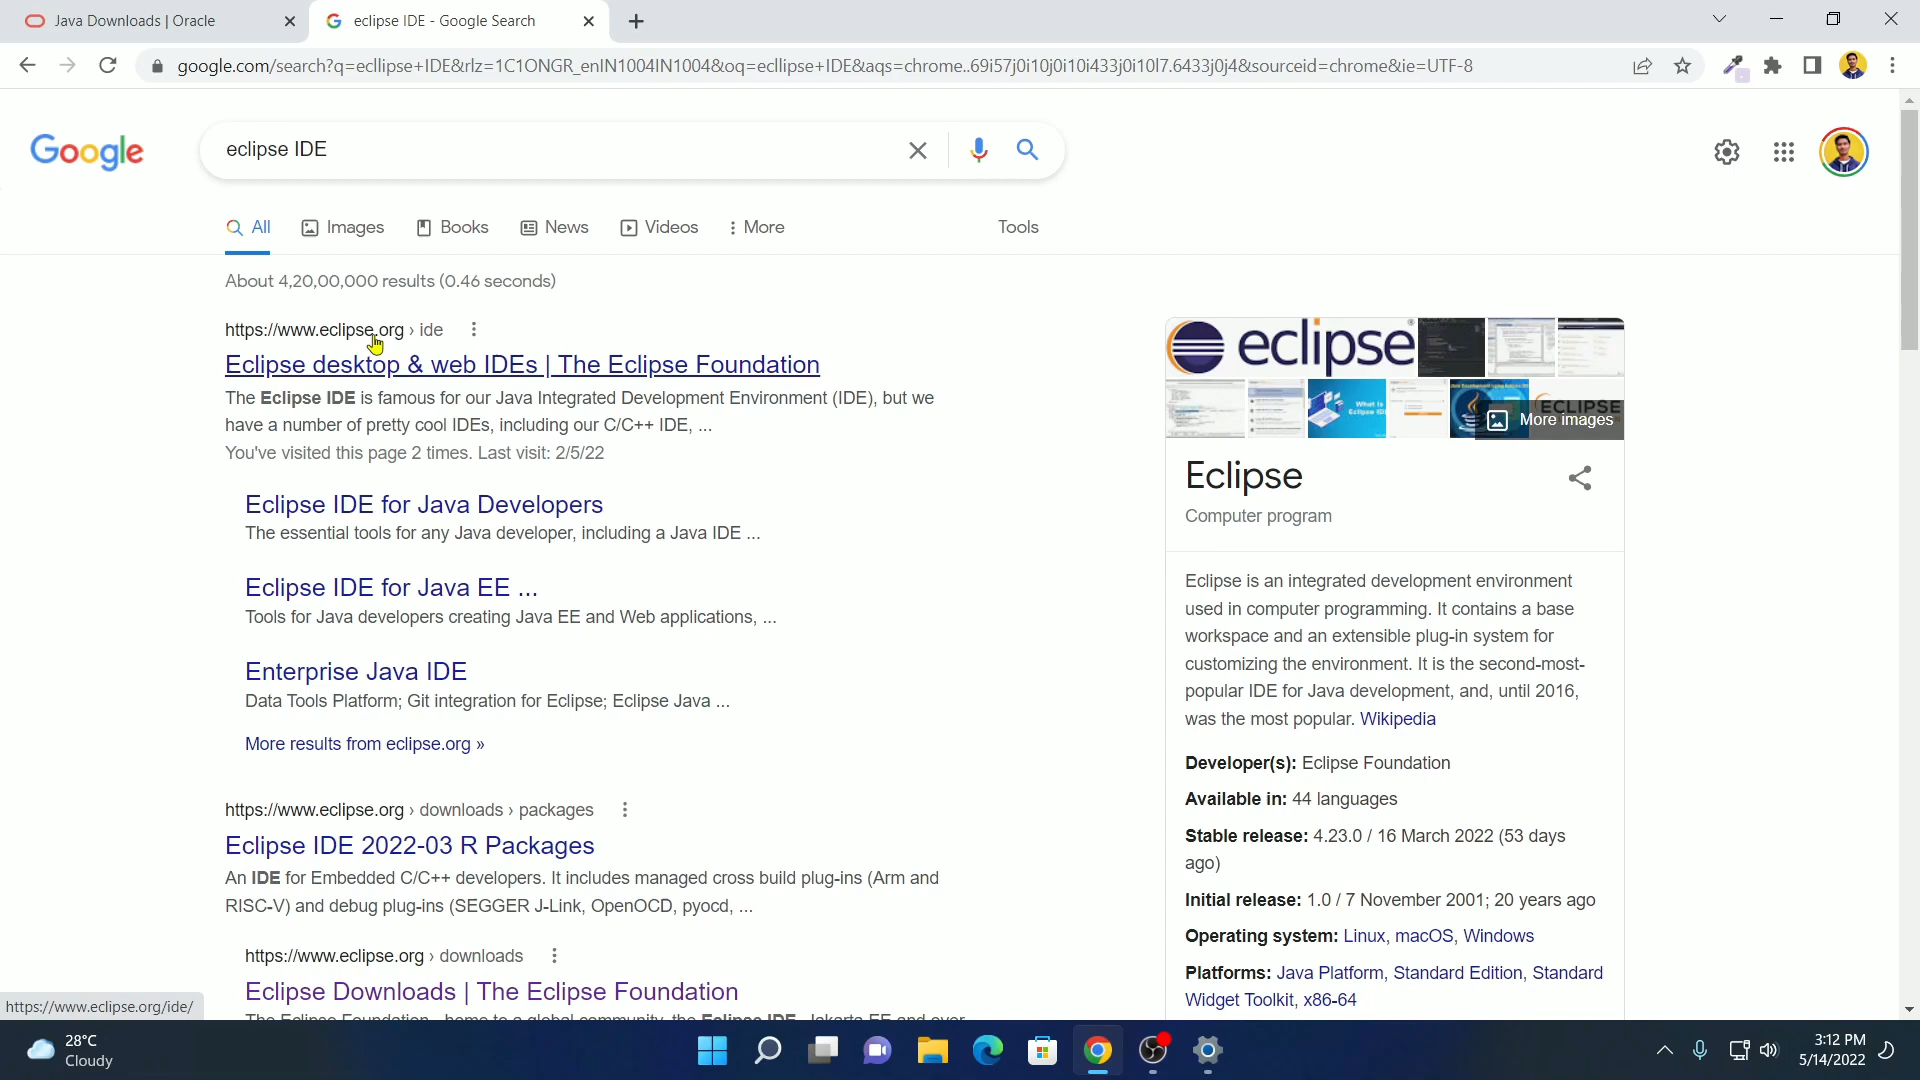 Java Downloads | Oracle
eclipse IDE - Google Search
google.com/search?q=ecllipse+IDE&rlz=1C1ONGR_enIN1004IN1004&oq=ecllipse+IDE&aqs=chrome..69i57j0i10j0i10i433j0i10l7.6433j0j4&sourceid=chrome&ie=UTF-8
Google
eclipse IDE
All
Images
Books
News
Videos
More
Tools
About 4,20,00,000 results (0.46 seconds)
https://www.eclipse.org › ide
Eclipse desktop & web IDEs | The Eclipse Foundation
The Eclipse IDE is famous for our Java Integrated Development Environment (IDE), but we
have a number of pretty cool IDEs, including our C/C++ IDE, ...
You've visited this page 2 times. Last visit: 2/5/22
Eclipse IDE for Java Developers
The essential tools for any Java developer, including a Java IDE ...
Eclipse IDE for Java EE ...
Tools for Java developers creating Java EE and Web applications, ...
Enterprise Java IDE
Data Tools Platform; Git integration for Eclipse; Eclipse Java ...
More results from eclipse.org »
https://www.eclipse.org › downloads › packages
Eclipse IDE 2022-03 R Packages
An IDE for Embedded C/C++ developers. It includes managed cross build plug-ins (Arm and
RISC-V) and debug plug-ins (SEGGER J-Link, OpenOCD, pyocd, ...
https://www.eclipse.org › downloads
Eclipse Downloads | The Eclipse Foundation
eclipse
ECLIPSE
More images
Eclipse
Computer program
Eclipse is an integrated development environment
used in computer programming. It contains a base
workspace and an extensible plug-in system for
customizing the environment. It is the second-most-
popular IDE for Java development, and, until 2016,
was the most popular. Wikipedia
Developer(s): Eclipse Foundation
Available in: 44 languages
Stable release: 4.23.0 / 16 March 2022 (53 days
ago)
Initial release: 1.0 / 7 November 2001; 20 years ago
Operating system: Linux, macOS, Windows
Platforms: Java Platform, Standard Edition, Standard
Widget Toolkit, x86-64
https://www.eclipse.org/ide/
28°C
Cloudy
3:12 PM
5/14/2022